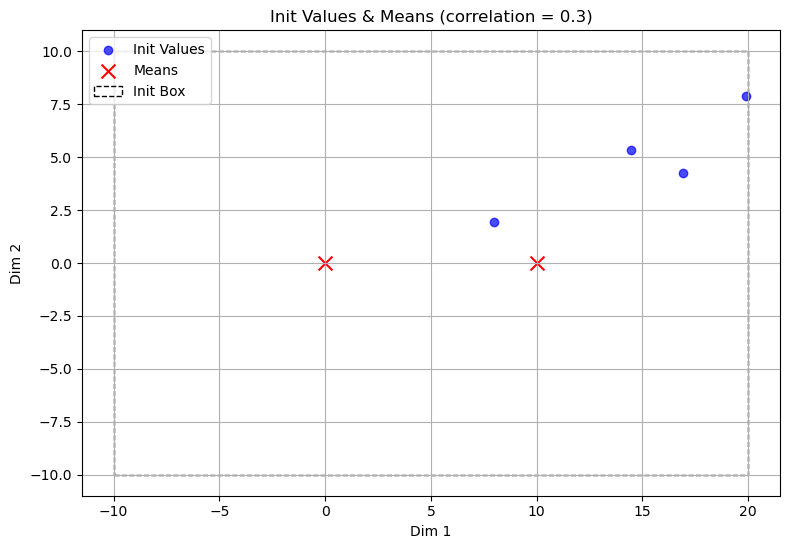 Init Values & Means (correlation = 0.3)
Init Values
Means
Init Box
10.0
7.5
5.0
2.5
0.0
−2.5
−5.0
−7.5
−10.0
Dim 2
−10 −5 0 5 10 15 20
Dim 1